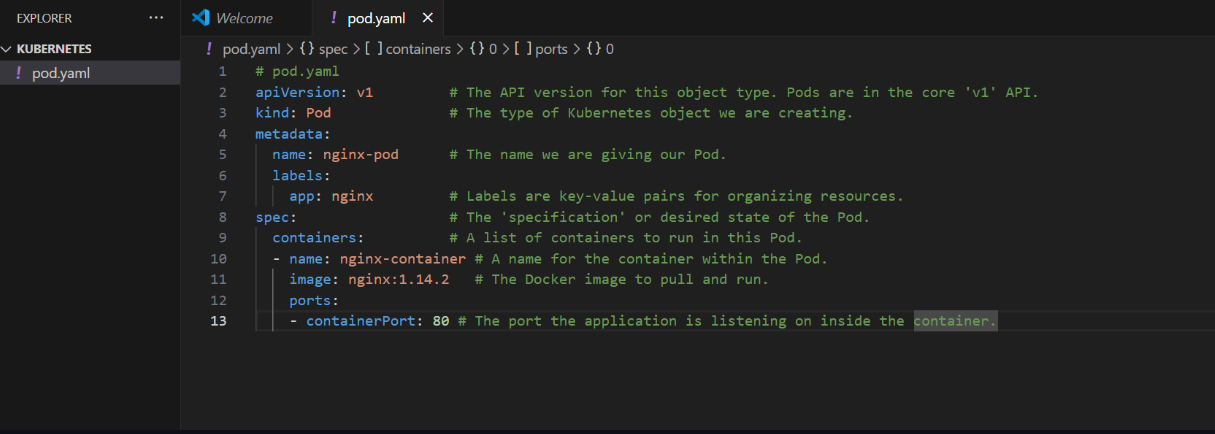 EXPLORER ...
Welcome
! pod.yaml ×
KUBERNETES
! pod.yaml
! pod.yaml > {} spec > [ ] containers > {} 0 > [ ] ports > {} 0
1 # pod.yaml
2 apiVersion: v1 # The API version for this object type. Pods are in the core 'v1' API.
3 kind: Pod # The type of Kubernetes object we are creating.
4 metadata:
5 name: nginx-pod # The name we are giving our Pod.
6 labels:
7 app: nginx # Labels are key-value pairs for organizing resources.
8 spec: # The 'specification' or desired state of the Pod.
9 containers: # A list of containers to run in this Pod.
10 - name: nginx-container # A name for the container within the Pod.
11 image: nginx:1.14.2 # The Docker image to pull and run.
12 ports:
13 - containerPort: 80 # The port the application is listening on inside the container.